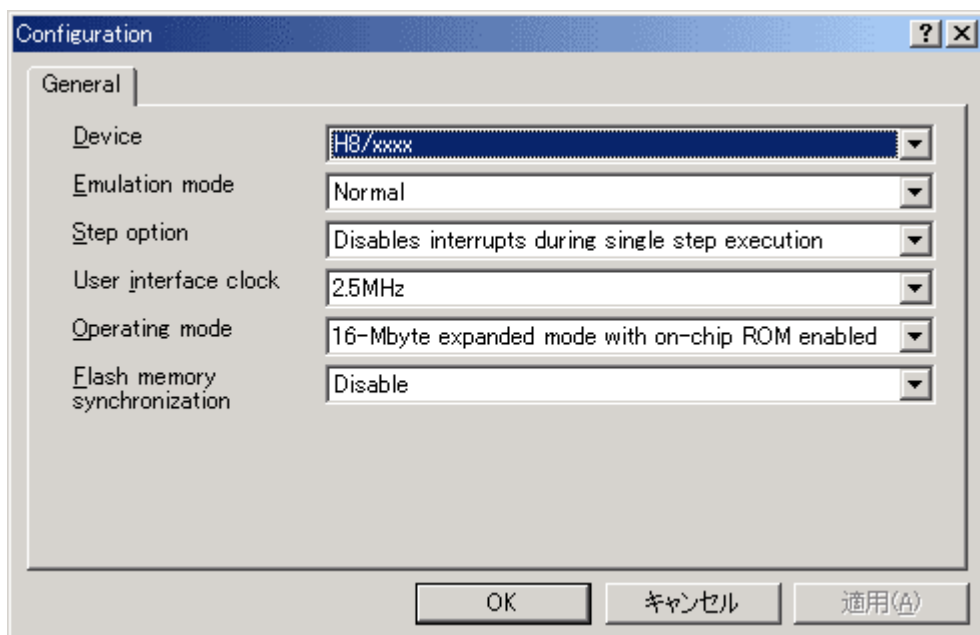 Configuration
General
Device
H8/xxxx
Emulation mode
Normal
Step option
Disables interrupts during single step execution
User interface clock
2.5MHz
Operating mode
16-Mbyte expanded mode with on-chip ROM enabled
Flash memory
synchronization
Disable
OK
キャンセル
適用(A)